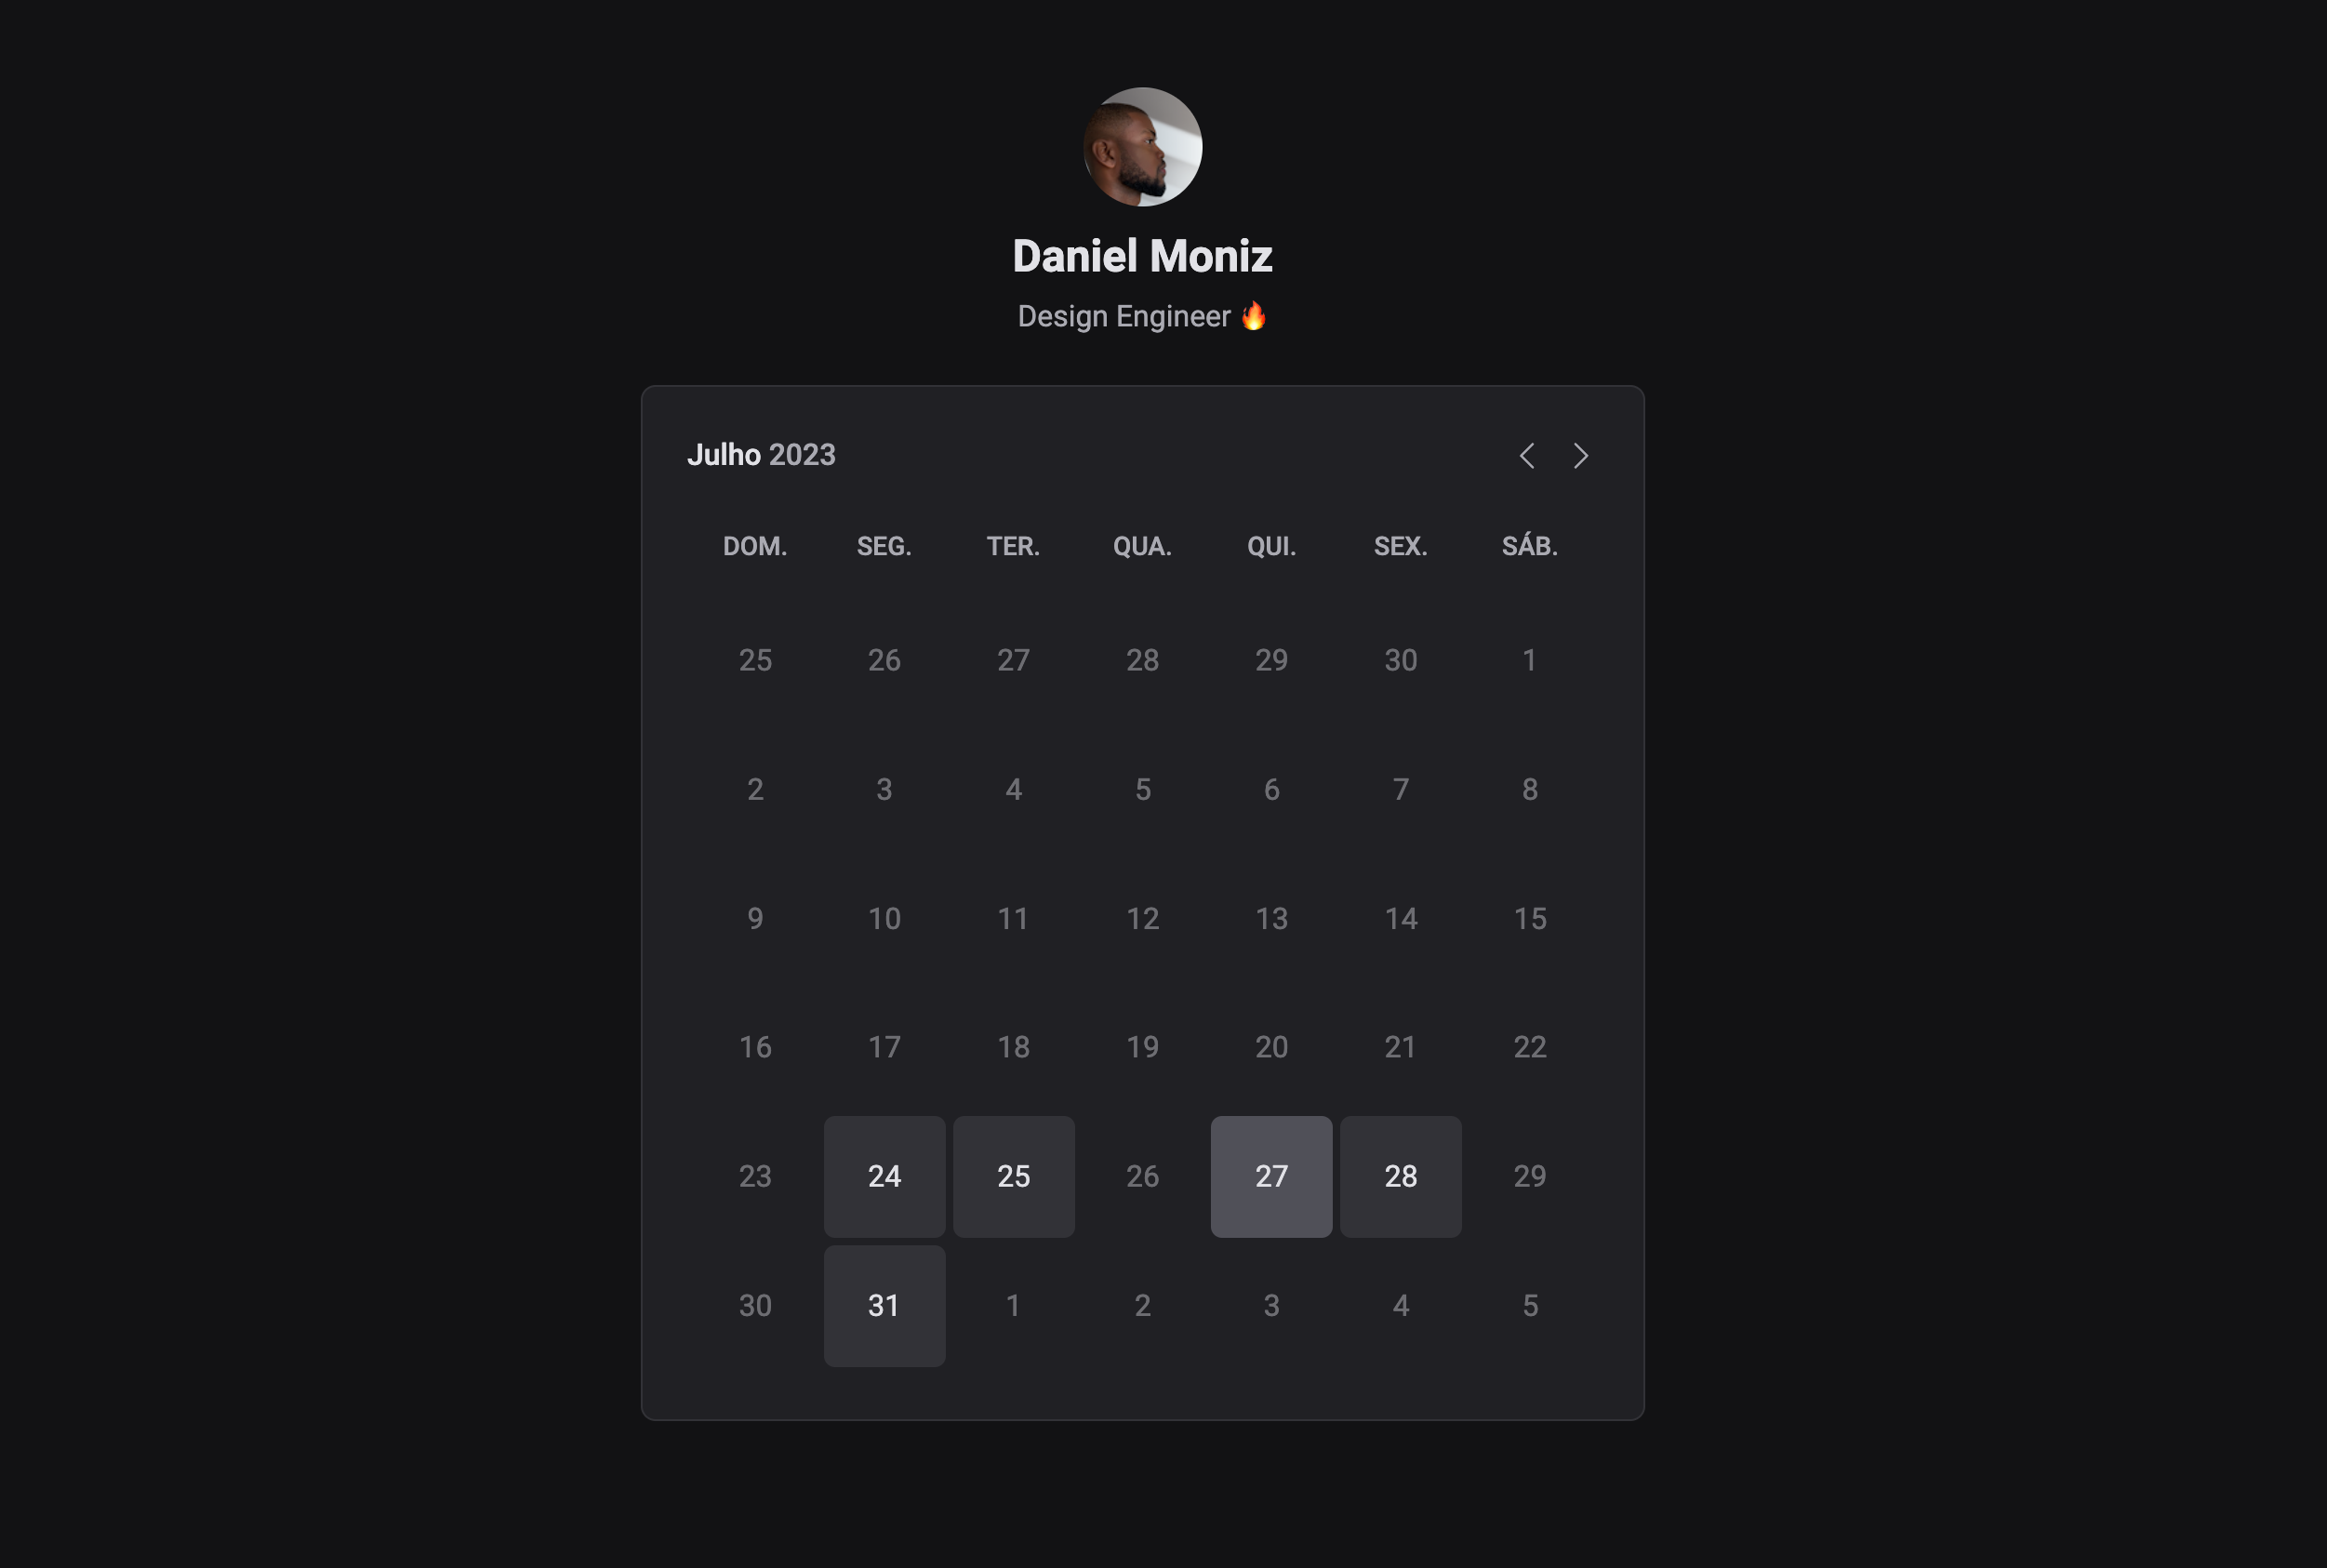 Daniel Moniz
Design Engineer 🔥
Julho 2023
DOM. SEG. TER. QUA. QUI. SEX. SÁB.
25 26 27 28 29 30 1
2 3 4 5 6 7 8
9 10 11 12 13 14 15
16 17 18 19 20 21 22
23 24 25 26 27 28 29
30 31 1 2 3 4 5